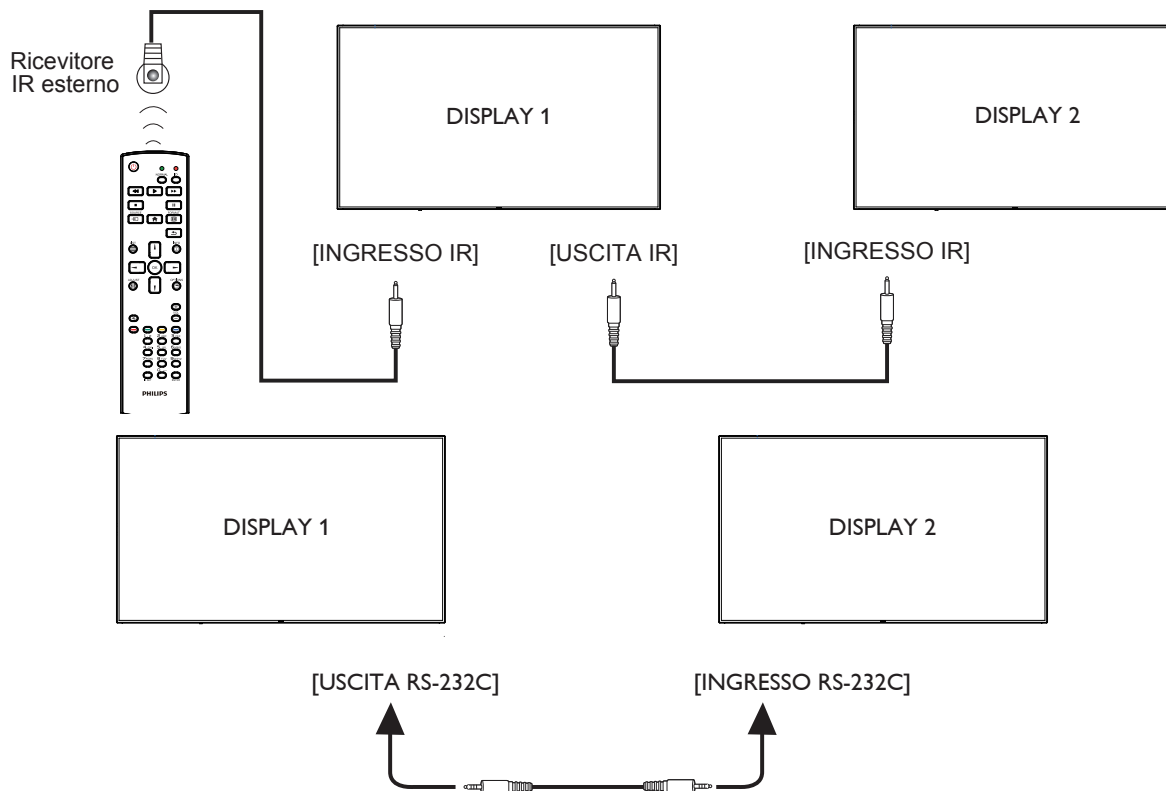 Ricevitore
IR esterno
DISPLAY 1
DISPLAY 2
[INGRESSO IR]
[USCITA IR]
[INGRESSO IR]
PHILIPS
DISPLAY 1
DISPLAY 2
[USCITA RS-232C]
[INGRESSO RS-232C]